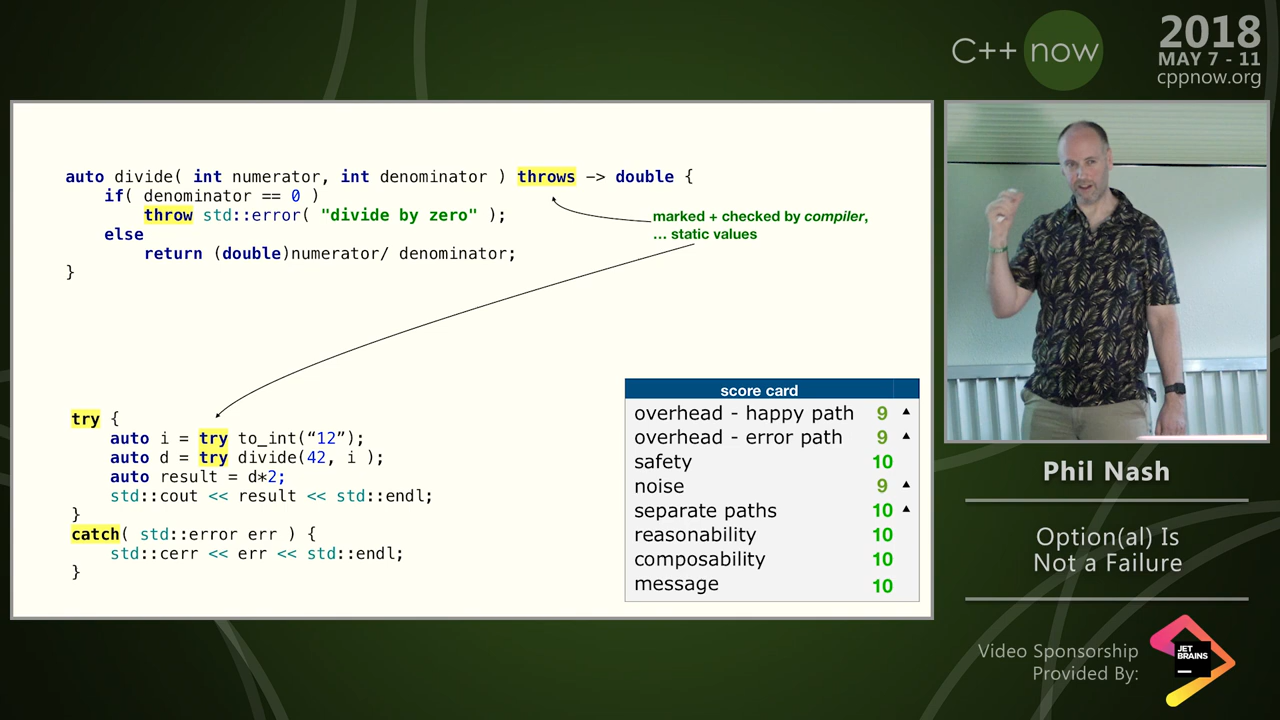 C++ now
2018
MAY 7 - 11
cppnow.org
auto divide( int numerator, int denominator ) throws -> double {
if( denominator == 0 )
throw std::error( "divide by zero" );
else
return (double)numerator/ denominator;
}
marked + checked by compiler,
… static values
try {
auto i = try to_int(“12”);
auto d = try divide(42, i );
auto result = d*2;
std::cout << result << std::endl;
}
catch( std::error err ) {
std::cerr << err << std::endl;
}
score card
overhead - happy path 9 ▲
overhead - error path 9 ▲
safety 10
noise 9 ▲
separate paths 10 ▲
reasonability 10
composability 10
message 10
Phil Nash
Option(al) Is
Not a Failure
Video Sponsorship
Provided By:
JET
BRAINS